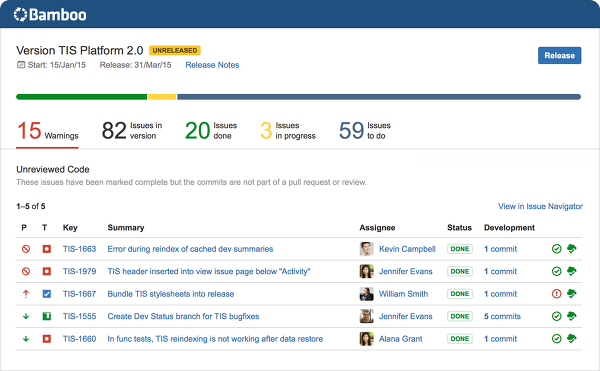 Bamboo
Version TIS Platform 2.0 UNRELEASED
Release
Start: 15/Jan/15 Release: 31/Mar/15 Release Notes
15 Warnings 82 Issues in version 20 Issues done 3 Issues in progress 59 Issues to do
Unreviewed Code
These issues have been marked complete but the commits are not part of a pull request or review.
1–5 of 5 View in Issue Navigator
P T Key Summary Assignee Status Development
TIS-1663 Error during reindex of cached dev summaries Kevin Campbell DONE 1 commit
TIS-1979 TIS header inserted into view issue page below "Activity" Jennifer Evans DONE 1 commit
TIS-1667 Bundle TIS stylesheets into release William Smith DONE 1 commit
TIS-1555 Create Dev Status branch for TIS bugfixes Jennifer Evans DONE 5 commits
TIS-1660 In func tests, TIS reindexing is not working after data restore Alana Grant DONE 1 commit